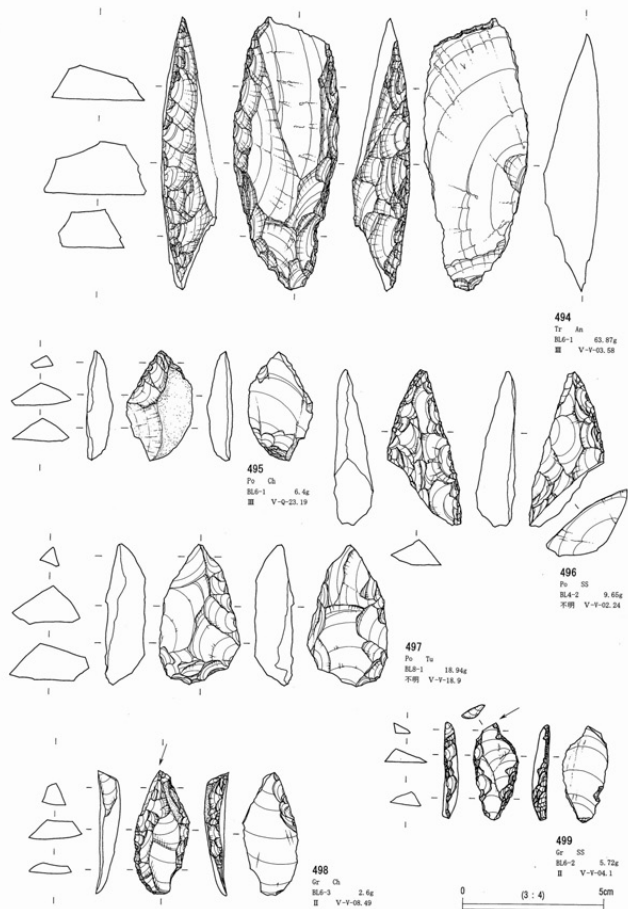 494
Tr An
BL6-1 63.87g
Ⅲ V-V-03.58
495
Po Ch
BL6-1 6.4g
Ⅲ V-Q-23.19
496
Po SS
BL4-2 9.65g
不明 V-V-02.24
497
Po Tu
BL8-1 18.94g
不明 V-V-18.9
498
Gr Ch
BL6-3 2.6g
Ⅱ V-V-08.49
499
Gr SS
BL6-2 5.72g
Ⅱ V-V-04.1
0 (3:4) 5cm